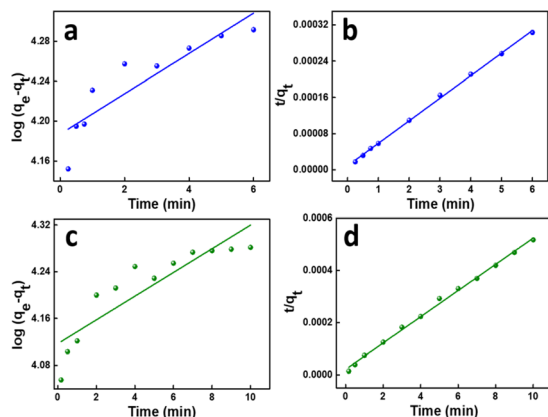 a
log (qe-qt)
4.28
4.24
4.20
4.16
0 2 4 6
Time (min)
b
t/qt
0.00032
0.00024
0.00016
0.00008
0.00000
0 1 2 3 4 5 6
Time (min)
c
log (qe-qt)
4.32
4.24
4.16
4.08
0 2 4 6 8 10
Time (min)
d
t/qt
0.0006
0.0004
0.0002
0.0000
0 2 4 6 8 10
Time (min)